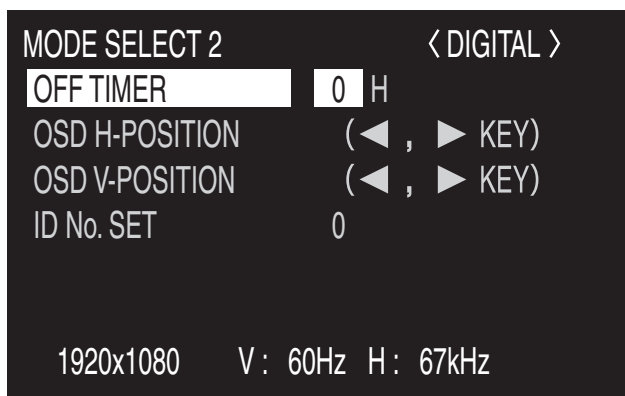 MODE SELECT 2 〈 DIGITAL 〉
OFF TIMER 0 H
OSD H-POSITION (◀ , ▶ KEY)
OSD V-POSITION (◀ , ▶ KEY)
ID No. SET 0
1920x1080 V : 60Hz H : 67kHz